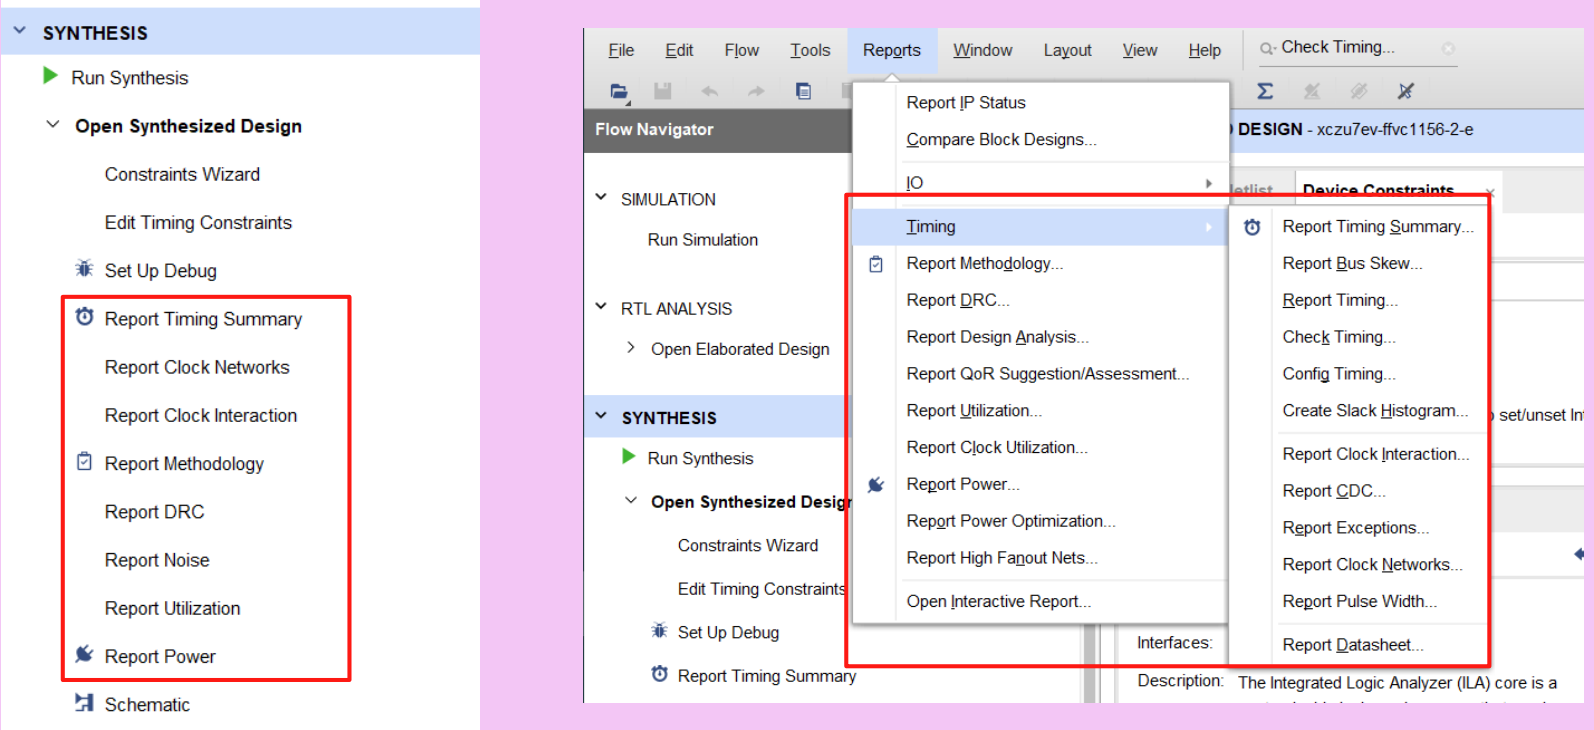 SYNTHESIS
Run Synthesis
Open Synthesized Design
Constraints Wizard
Edit Timing Constraints
Set Up Debug
Report Timing Summary
Report Clock Networks
Report Clock Interaction
Report Methodology
Report DRC
Report Noise
Report Utilization
Report Power
Schematic
File Edit Flow Tools Reports Window Layout View Help Check Timing...
Flow Navigator
SIMULATION
Run Simulation
RTL ANALYSIS
Open Elaborated Design
SYNTHESIS
Run Synthesis
Open Synthesized Desig
Constraints Wizard
Edit Timing Constraints
Set Up Debug
Report Timing Summary
Report IP Status
Compare Block Designs...
IO
Timing
Report Methodology...
Report DRC...
Report Design Analysis...
Report QoR Suggestion/Assessment...
Report Utilization...
Report Clock Utilization...
Report Power...
Report Power Optimization...
Report High Fanout Nets...
Open Interactive Report...
DESIGN - xczu7ev-ffvc1156-2-e
Device Constraints
Report Timing Summary...
Report Bus Skew...
Report Timing...
Check Timing...
Config Timing...
Create Slack Histogram...
Report Clock Interaction...
Report CDC...
Report Exceptions...
Report Clock Networks...
Report Pulse Width...
Report Datasheet...
set/unset
Interfaces:
Description: The Integrated Logic Analyzer (ILA) core is a